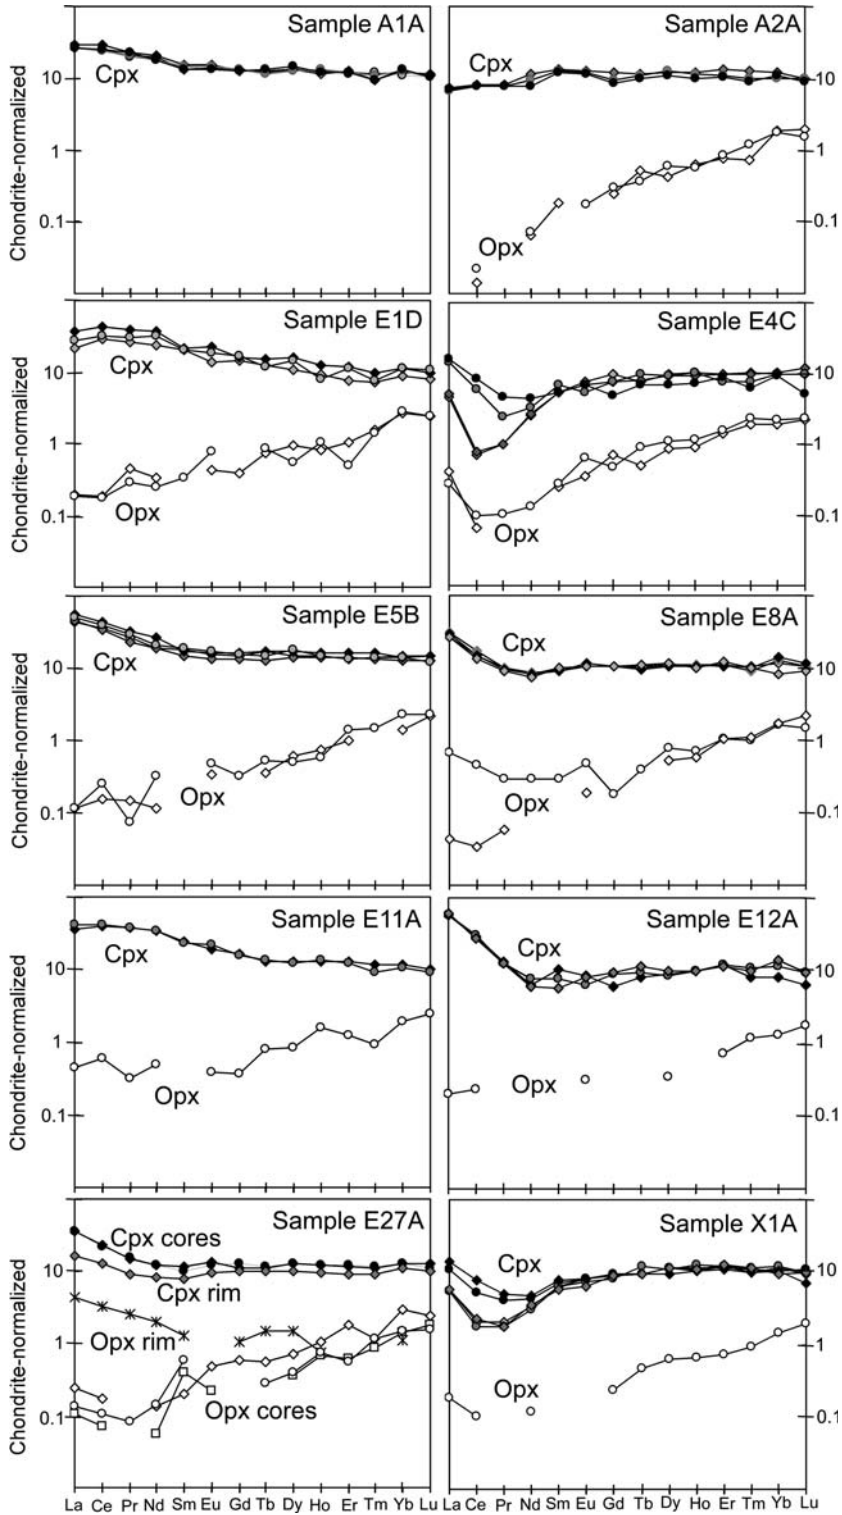 Sample A1A
Cpx
Chondrite-normalized
10
1
0.1
Sample A2A
Cpx
Opx
10
1
0.1
Sample E1D
Cpx
Opx
Chondrite-normalized
10
1
0.1
Sample E4C
Cpx
Opx
10
1
0.1
Sample E5B
Cpx
Opx
Chondrite-normalized
10
1
0.1
Sample E8A
Cpx
Opx
10
1
0.1
Sample E11A
Cpx
Opx
Chondrite-normalized
10
1
0.1
Sample E12A
Cpx
Opx
10
1
0.1
Sample E27A
Cpx cores
Cpx rim
Opx rim
Opx cores
Chondrite-normalized
10
1
0.1
La Ce Pr Nd Sm Eu Gd Tb Dy Ho Er Tm Yb Lu
Sample X1A
Cpx
Opx
10
1
0.1
La Ce Pr Nd Sm Eu Gd Tb Dy Ho Er Tm Yb Lu